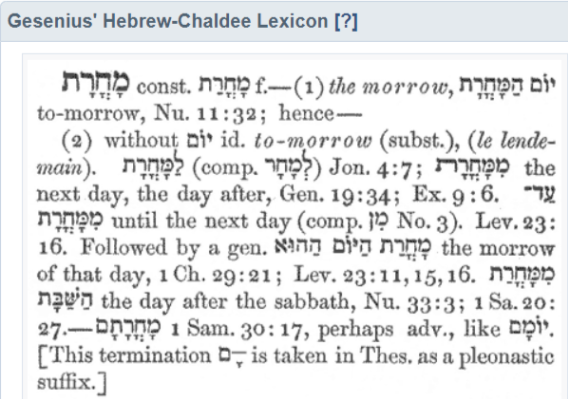 Gesenius' Hebrew-Chaldee Lexicon [?]
מָחֳרָת const. מָחֳרַת f.—(1) the morrow, יוֹם הַמָּחֳרָת
to-morrow, Nu. 11:32; hence—
(2) without יוֹם id. to-morrow (subst.), (le lende-
main). לַמָּחֳרָת (comp. לְמָחָר) Jon. 4:7; מִמָּחֳרָת the
next day, the day after, Gen. 19:34; Ex. 9:6. עַד־
מִמָּחֳרָת until the next day (comp. מִן No. 3). Lev. 23:
16. Followed by a gen. מָחֳרַת הַיּוֹם הַהוּא the morrow
of that day, 1 Ch. 29:21; Lev. 23:11, 15, 16. מִמָּחֳרַת
הַשַּׁבָּת the day after the sabbath, Nu. 33:3; 1 Sa. 20:
27.—מָחֳרָתָם 1 Sam. 30:17, perhaps adv., like יוֹמָם.
[This termination ־ָם is taken in Thes. as a pleonastic
suffix.]